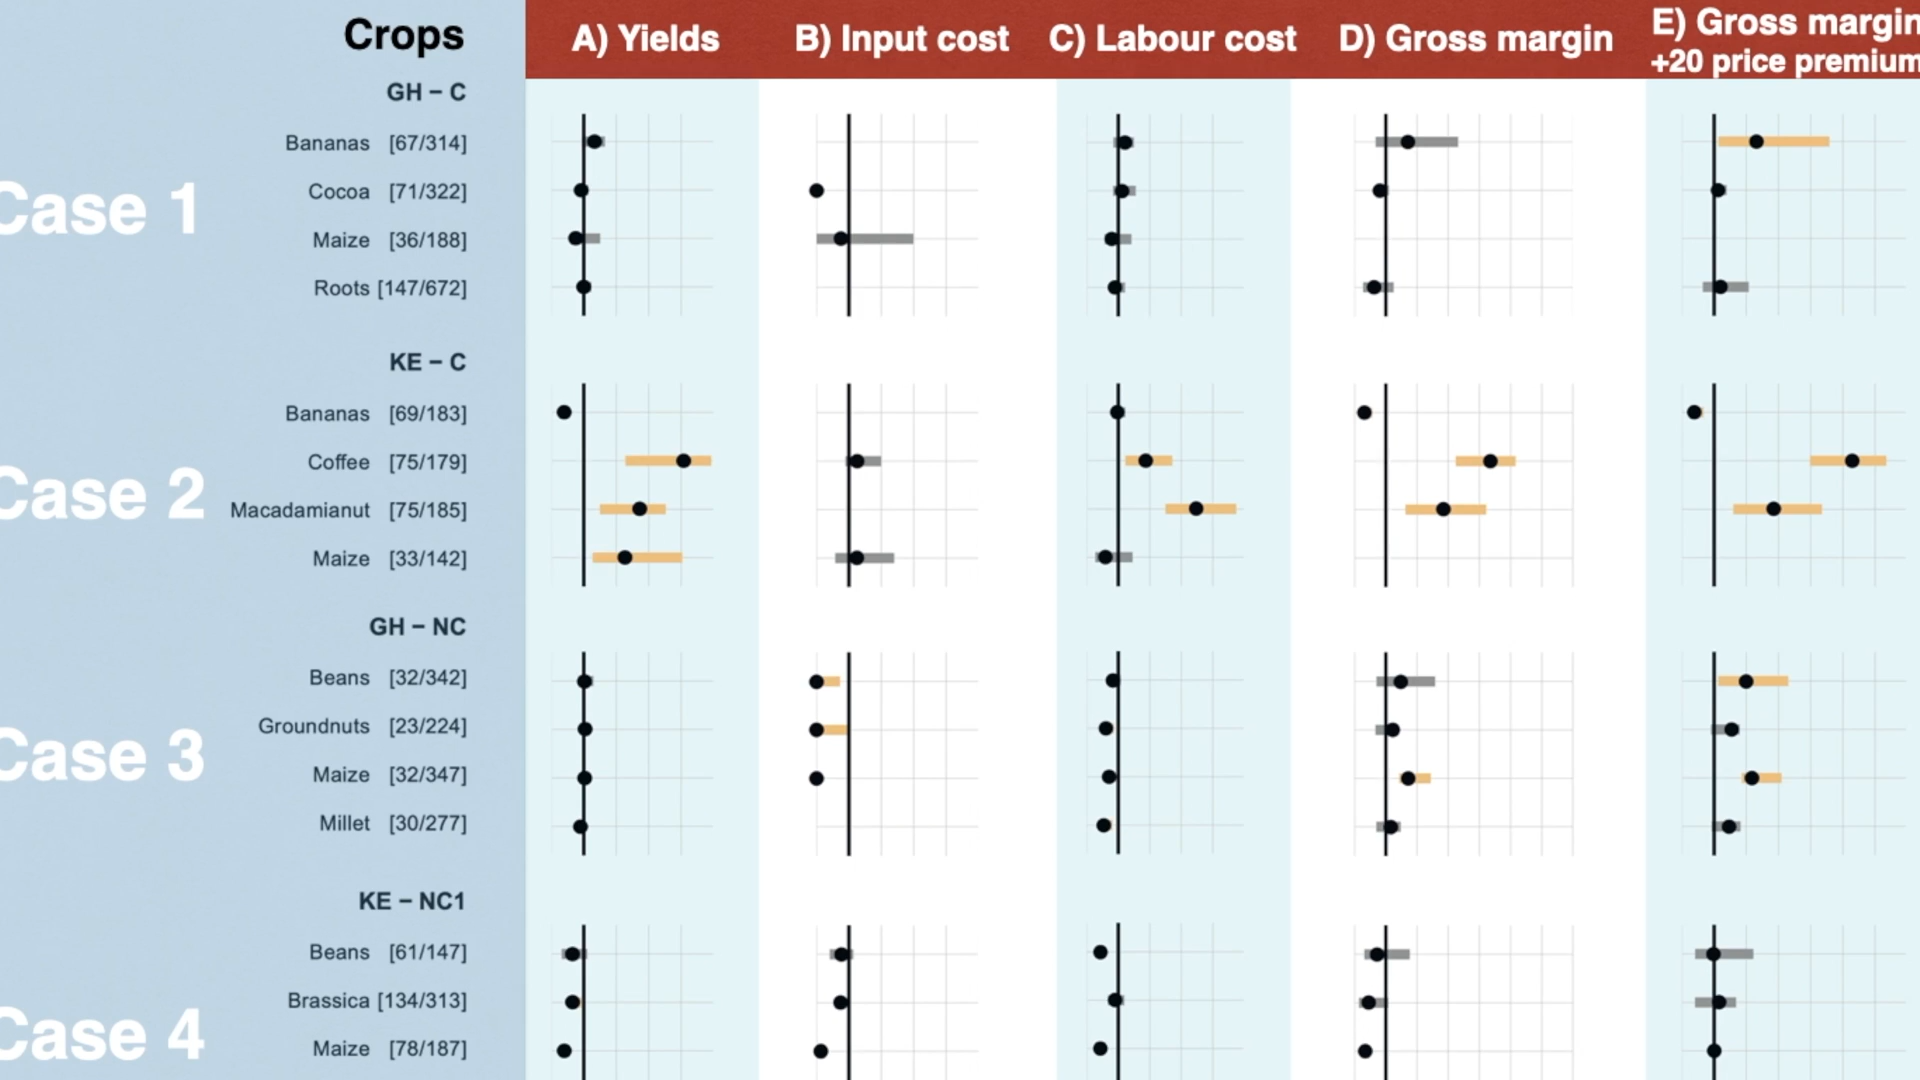 Crops
A) Yields
B) Input cost
C) Labour cost
D) Gross margin
E) Gross margin
+20 price premium
GH – C
Bananas [67/314]
Cocoa [71/322]
Case 1
Maize [36/188]
Roots [147/672]
KE – C
Bananas [69/183]
Coffee [75/179]
Case 2
Macadamianut [75/185]
Maize [33/142]
GH – NC
Beans [32/342]
Groundnuts [23/224]
Case 3
Maize [32/347]
Millet [30/277]
KE – NC1
Beans [61/147]
Brassica [134/313]
Case 4
Maize [78/187]